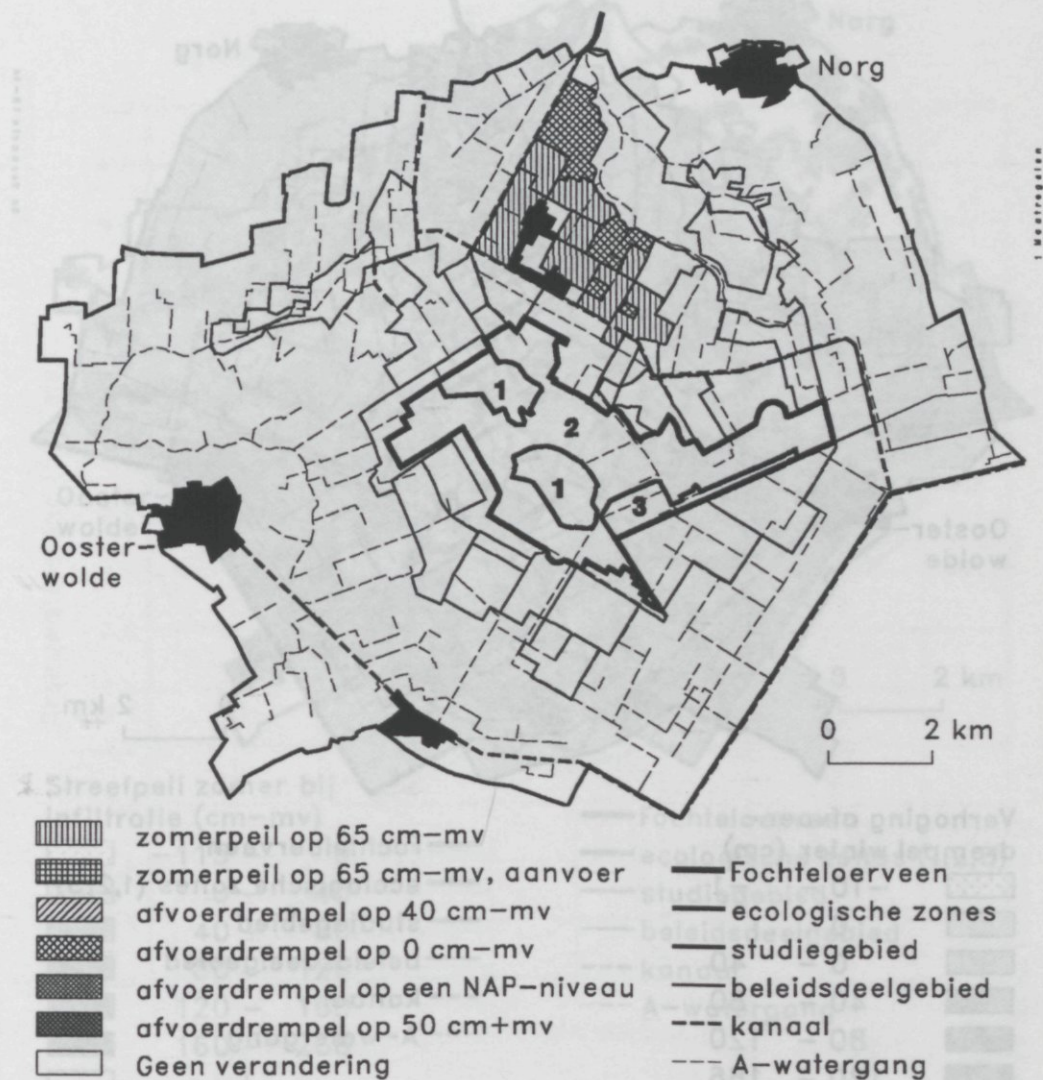 Norg
1
2
1
3
Ooster-
wolde
0 2 km
zomerpeil op 65 cm-mv
zomerpeil op 65 cm-mv, aanvoer
afvoerdrempel op 40 cm-mv
afvoerdrempel op 0 cm-mv
afvoerdrempel op een NAP-niveau
afvoerdrempel op 50 cm+mv
Geen verandering
Fochteloërveen
ecologische zones
studiegebied
beleidsdeelgebied
kanaal
A-watergang